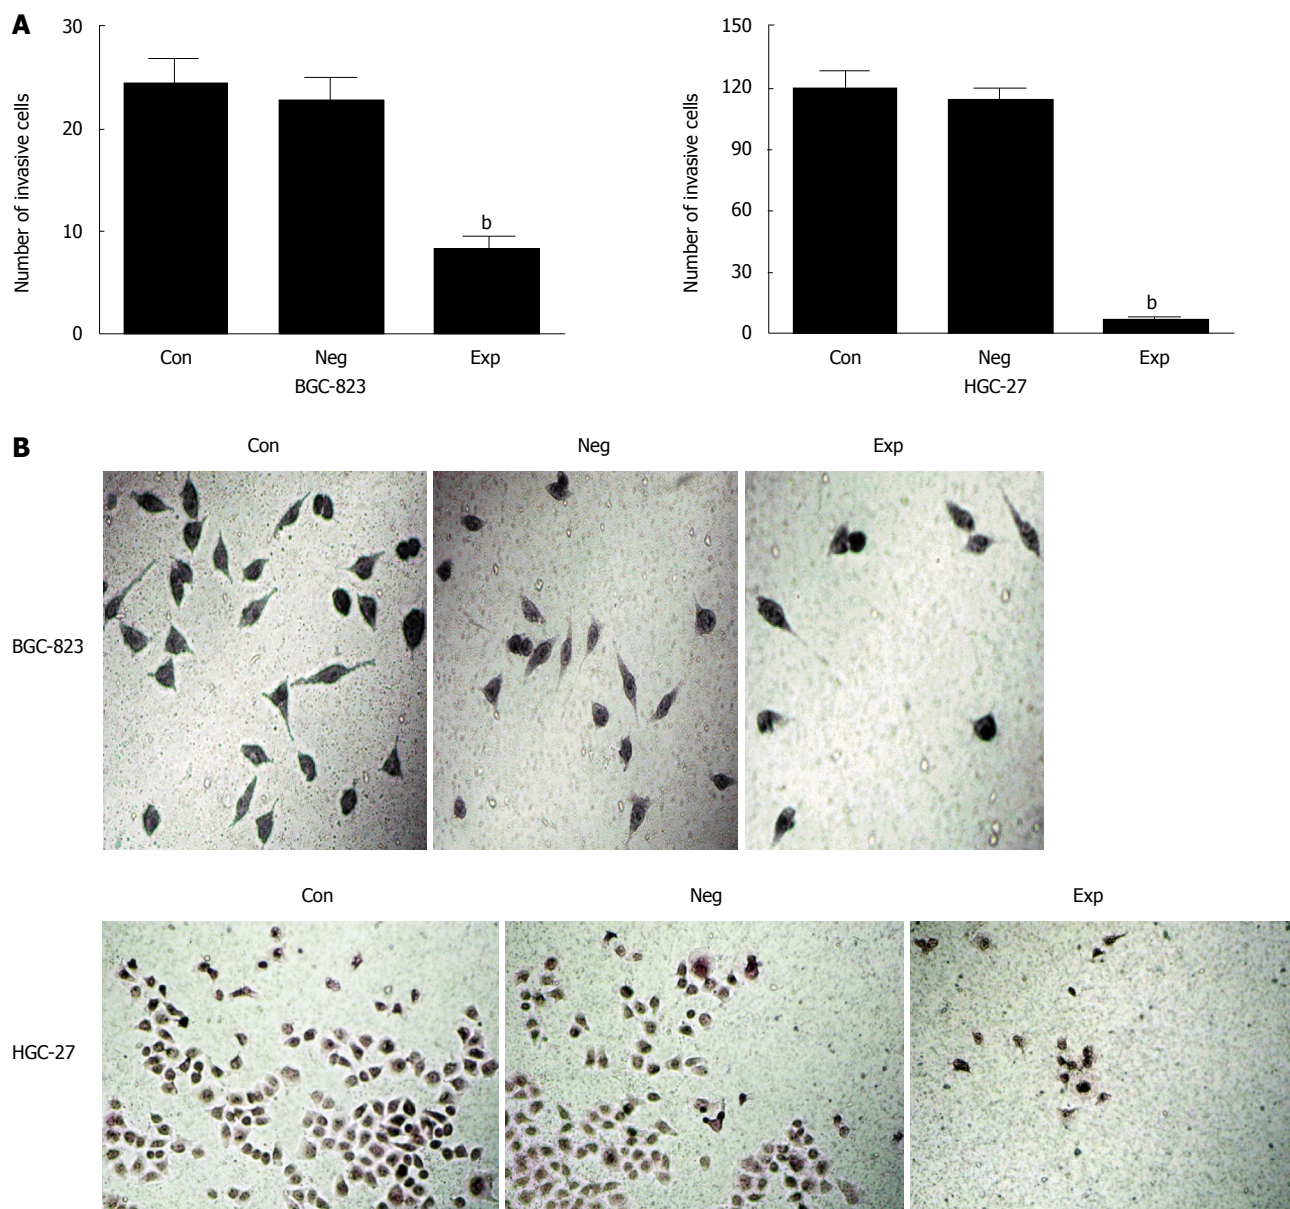 A
Number of invasive cells
30
20
10
0
b
Con Neg Exp
BGC-823
Number of invasive cells
150
120
90
60
30
0
b
Con Neg Exp
HGC-27
B
Con Neg Exp
BGC-823
Con Neg Exp
HGC-27